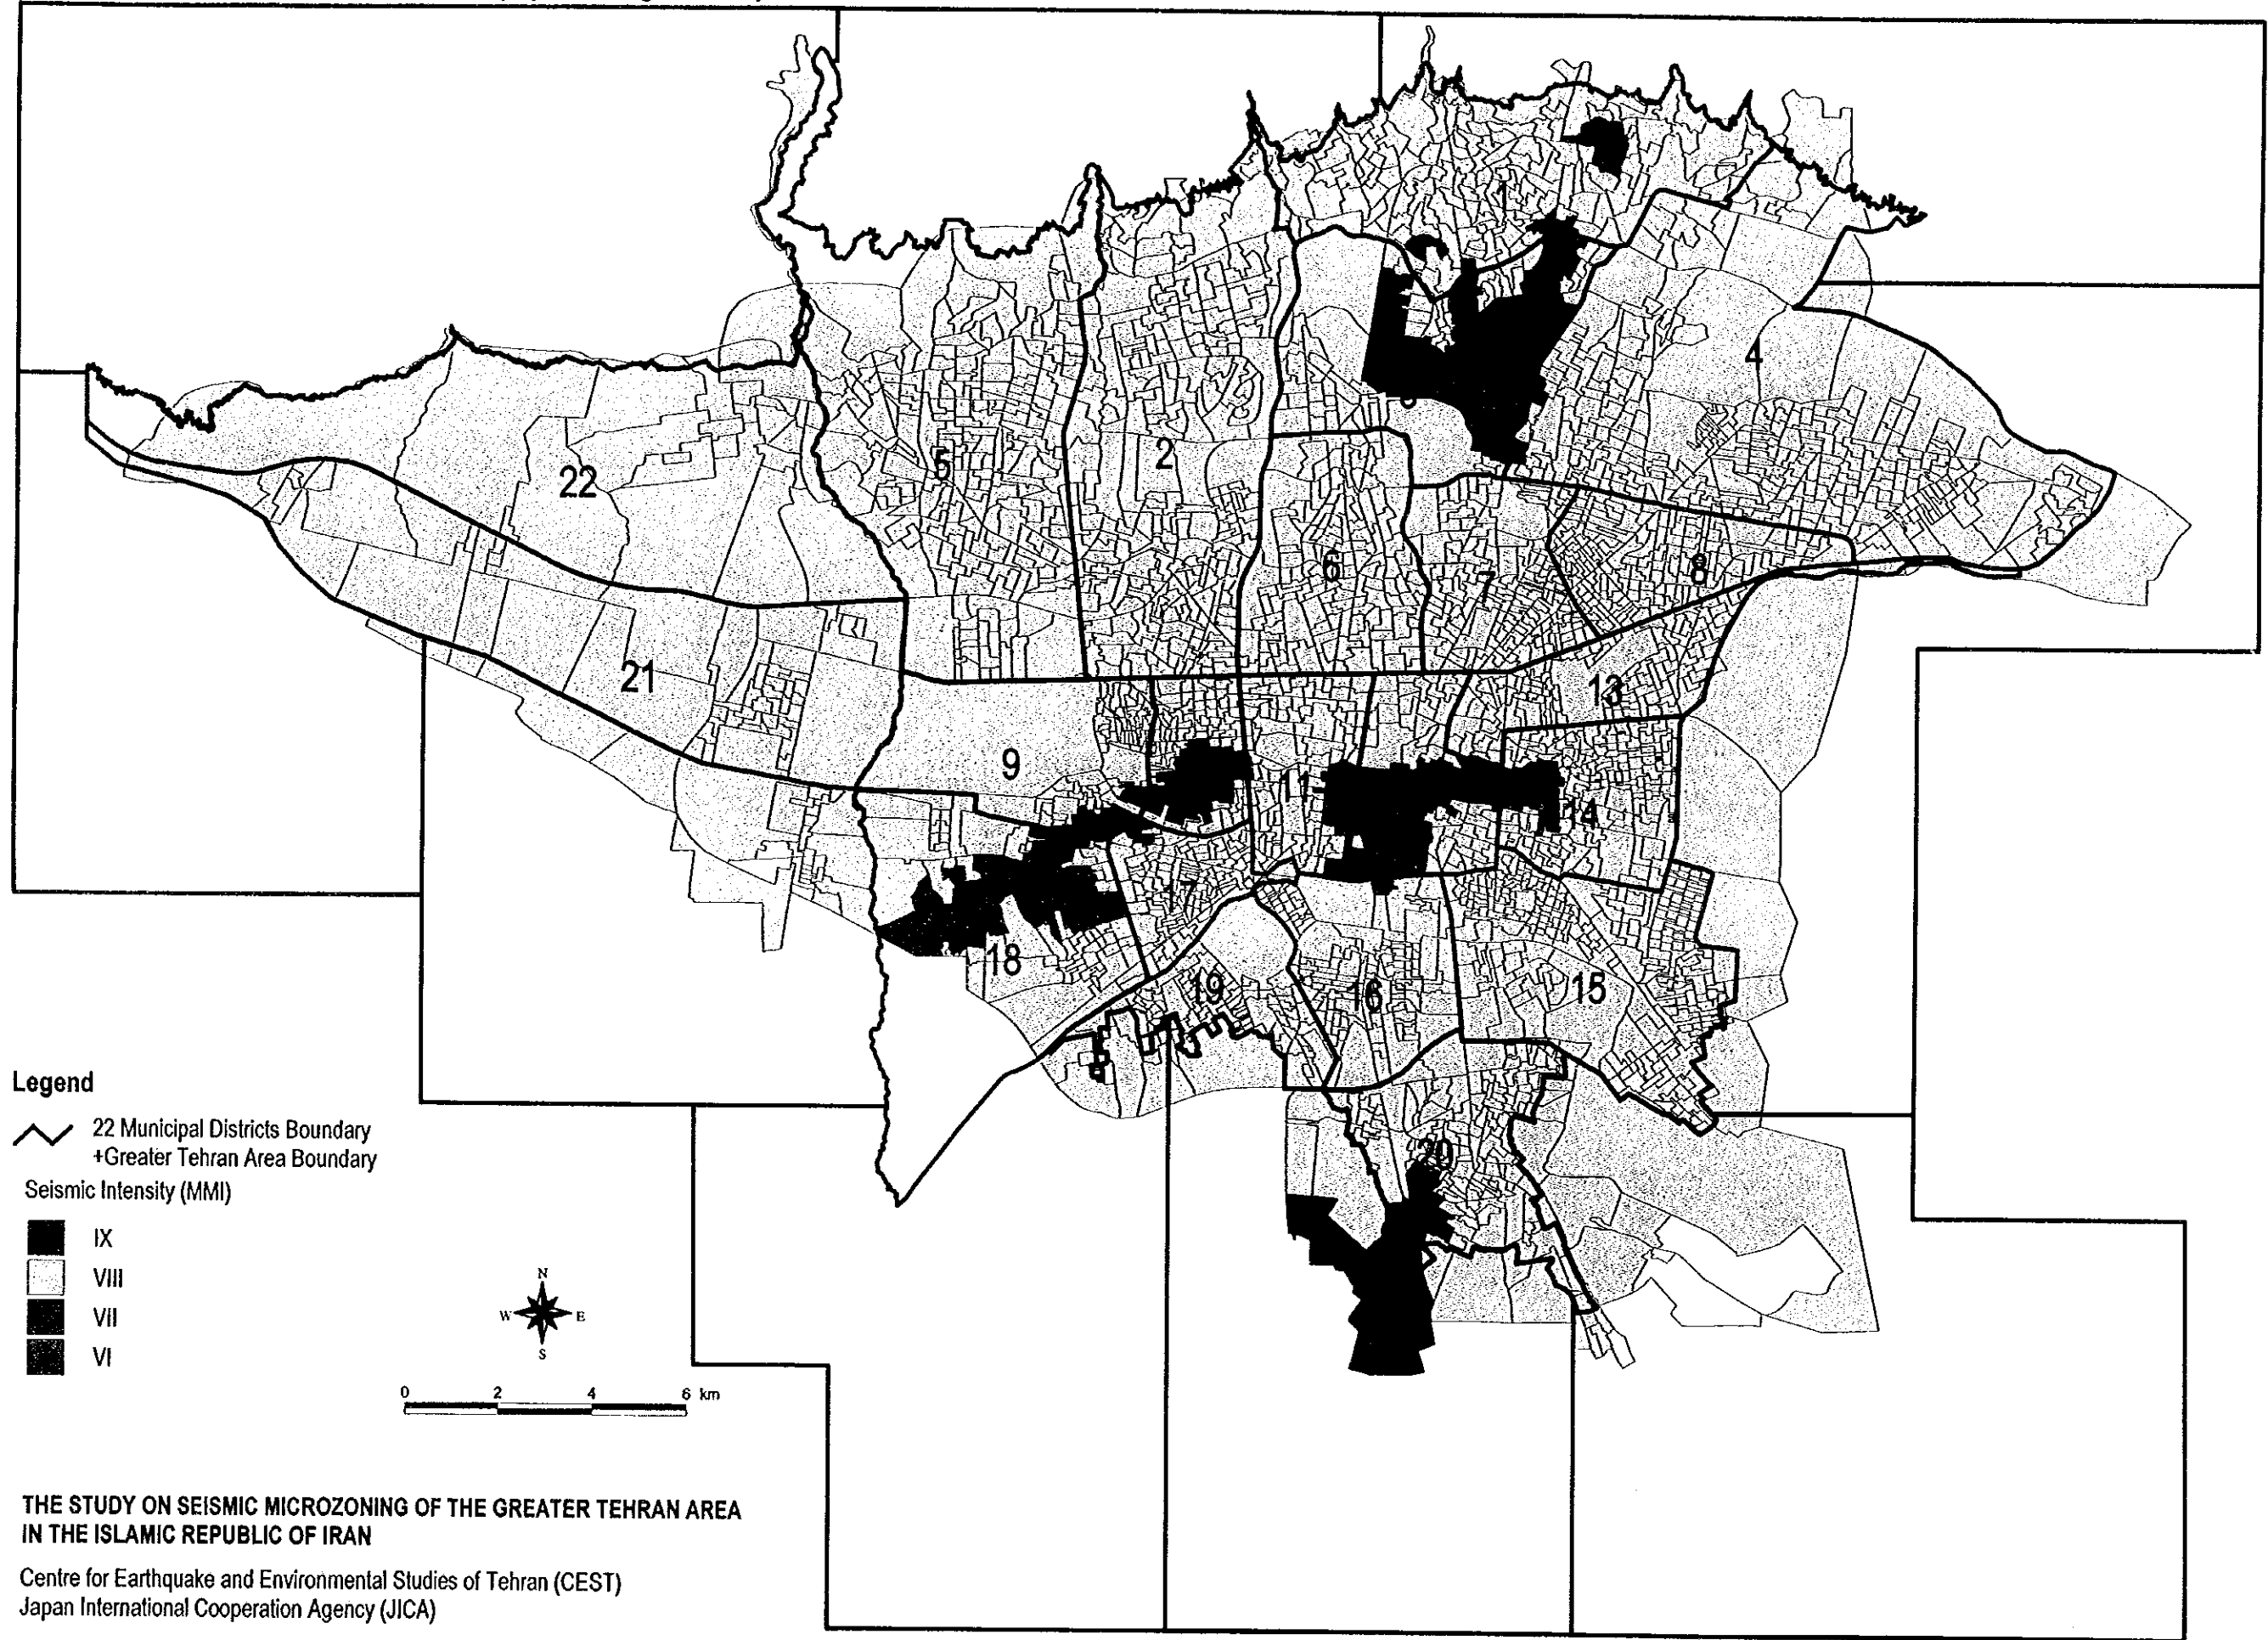 1
4
22
5
2
6
7
8
21
13
9
11
14
17
18
19
16
15
20
Legend
22 Municipal Districts Boundary
+Greater Tehran Area Boundary
Seismic Intensity (MMI)
IX
VIII
VII
VI
N
W E
S
0 2 4 6 km
THE STUDY ON SEISMIC MICROZONING OF THE GREATER TEHRAN AREA
IN THE ISLAMIC REPUBLIC OF IRAN
Centre for Earthquake and Environmental Studies of Tehran (CEST)
Japan International Cooperation Agency (JICA)